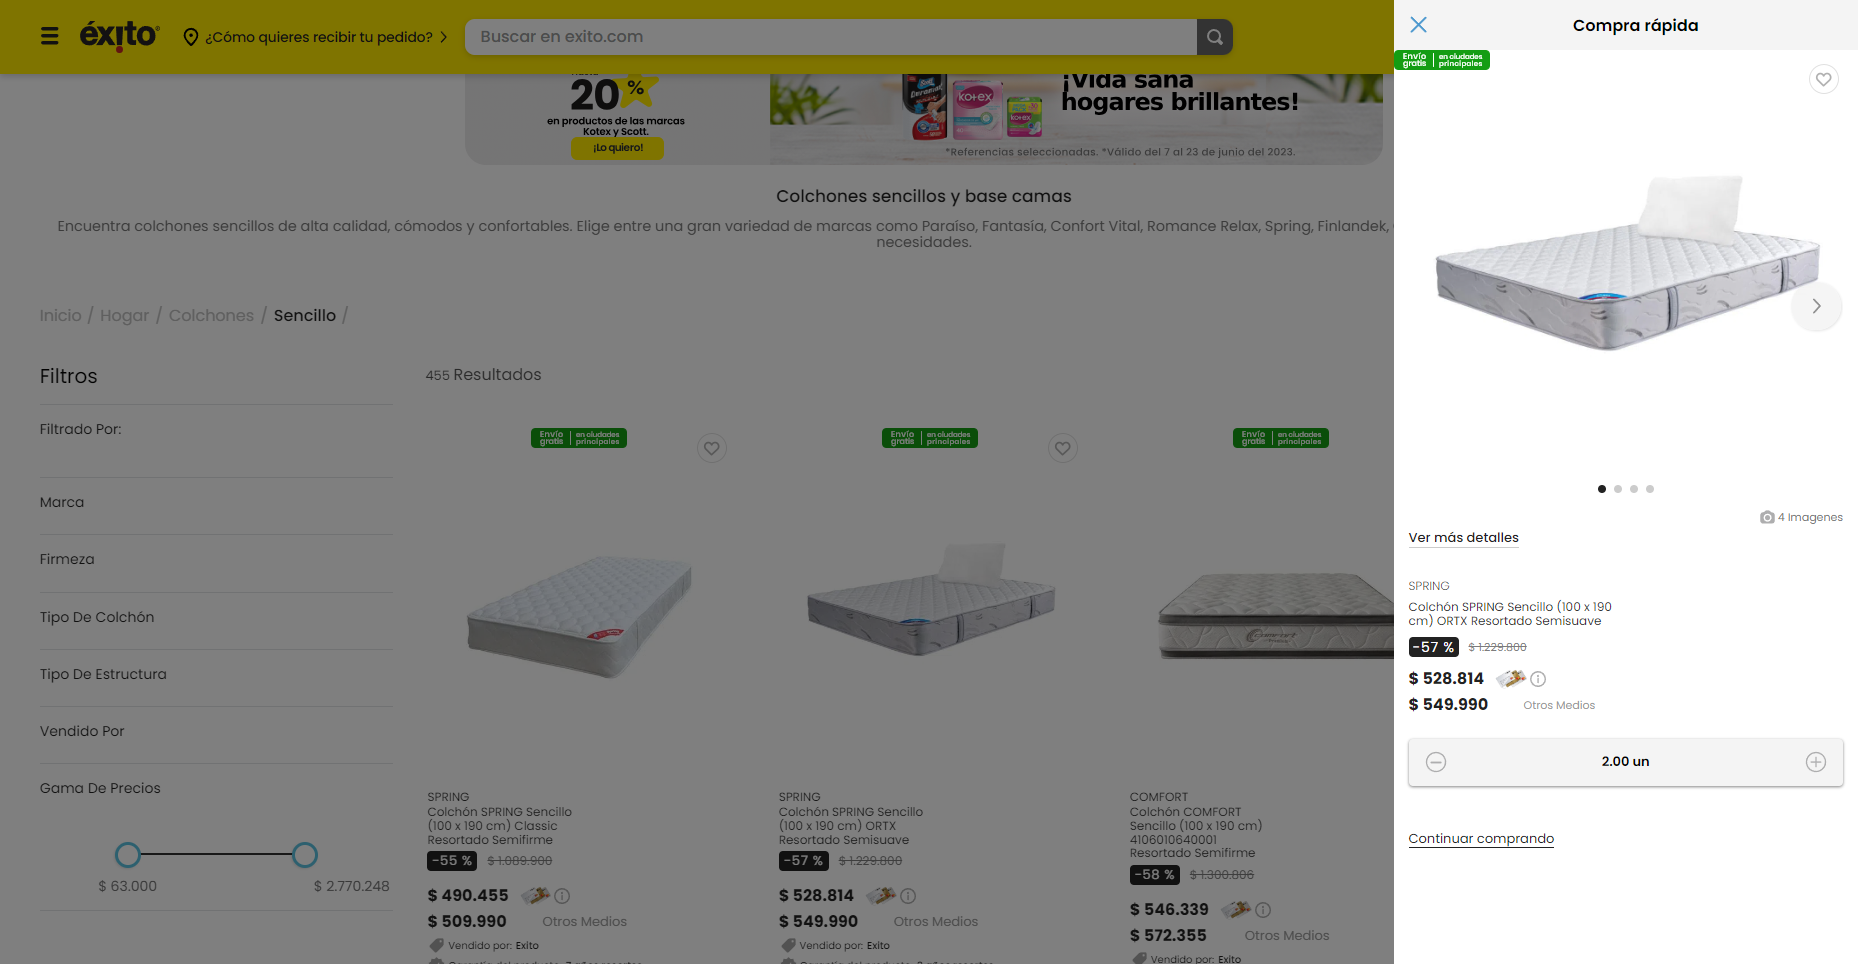 éxito
¿Cómo quieres recibir tu pedido?
Buscar en exito.com
20 %
en productos de las marcas
Kotex y Scott.
¡Lo quiero!
Scott
Duramax
kotex
kotex
¡Vida sana
hogares brillantes!
*Referencias seleccionadas. *Válido del 7 al 23 de junio del 2023.
Colchones sencillos y base camas
Encuentra colchones sencillos de alta calidad, cómodos y confortables. Elige entre una gran variedad de marcas como Paraíso, Fantasía, Confort Vital, Romance Relax, Spring, Finlandek,
necesidades.
Inicio / Hogar / Colchones / Sencillo /
Filtros
Filtrado Por:
Marca
Firmeza
Tipo De Colchón
Tipo De Estructura
Vendido Por
Gama De Precios
$ 63.000
$ 2.770.248
455 Resultados
Envío gratis | en ciudades principales
SPRING
Colchón SPRING Sencillo
(100 x 190 cm) Classic
Resortado Semifirme
-55 % $ 1.089.900
$ 490.455
$ 509.990 Otros Medios
Vendido por: Exito
Envío gratis | en ciudades principales
SPRING
Colchón SPRING Sencillo
(100 x 190 cm) ORTX
Resortado Semisuave
-57 % $ 1.229.800
$ 528.814
$ 549.990 Otros Medios
Vendido por: Exito
Envío gratis | en ciudades principales
Comfort
COMFORT
Colchón COMFORT
Sencillo (100 x 190 cm)
4106010640001
Resortado Semifirme
-58 % $ 1.300.806
$ 546.339
$ 572.355 Otros Medios
Vendido por: Exito
Compra rápida
Envío gratis | en ciudades principales
4 Imagenes
Ver más detalles
SPRING
Colchón SPRING Sencillo (100 x 190
cm) ORTX Resortado Semisuave
-57 % $ 1.229.800
$ 528.814
$ 549.990 Otros Medios
2.00 un
Continuar comprando